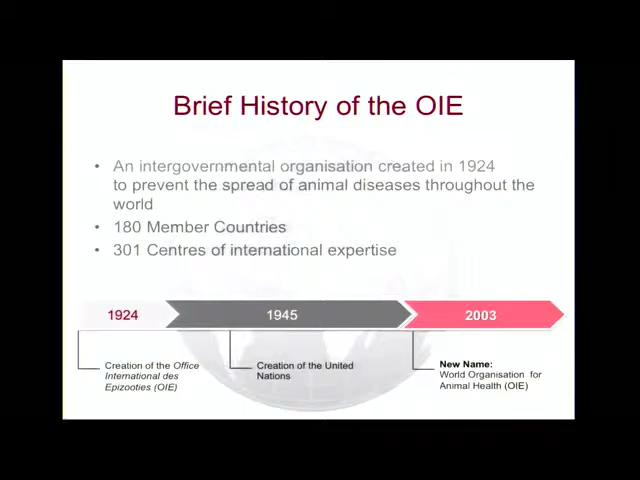 Brief History of the OIE
• An intergovernmental organisation created in 1924
to prevent the spread of animal diseases throughout the
world
• 180 Member Countries
• 301 Centres of international expertise
1924
1945
2003
Creation of the Office
International des
Epizooties (OIE)
Creation of the United
Nations
New Name:
World Organisation for
Animal Health (OIE)